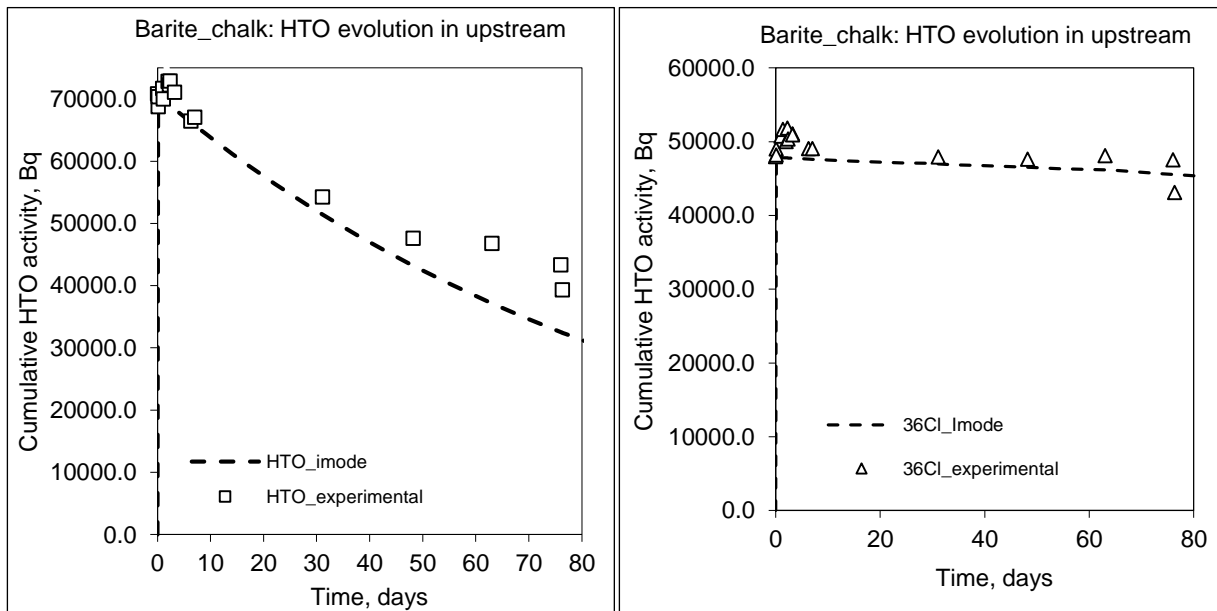 Barite_chalk: HTO evolution in upstream
Cumulative HTO activity, Bq
70000.0
60000.0
50000.0
40000.0
30000.0
20000.0
10000.0
0.0
HTO_imode
HTO_experimental
0 10 20 30 40 50 60 70 80
Time, days
Barite_chalk: HTO evolution in upstream
Cumulative HTO activity, Bq
60000.0
50000.0
40000.0
30000.0
20000.0
10000.0
0.0
36Cl_Imode
36Cl_experimental
0 20 40 60 80
Time, days